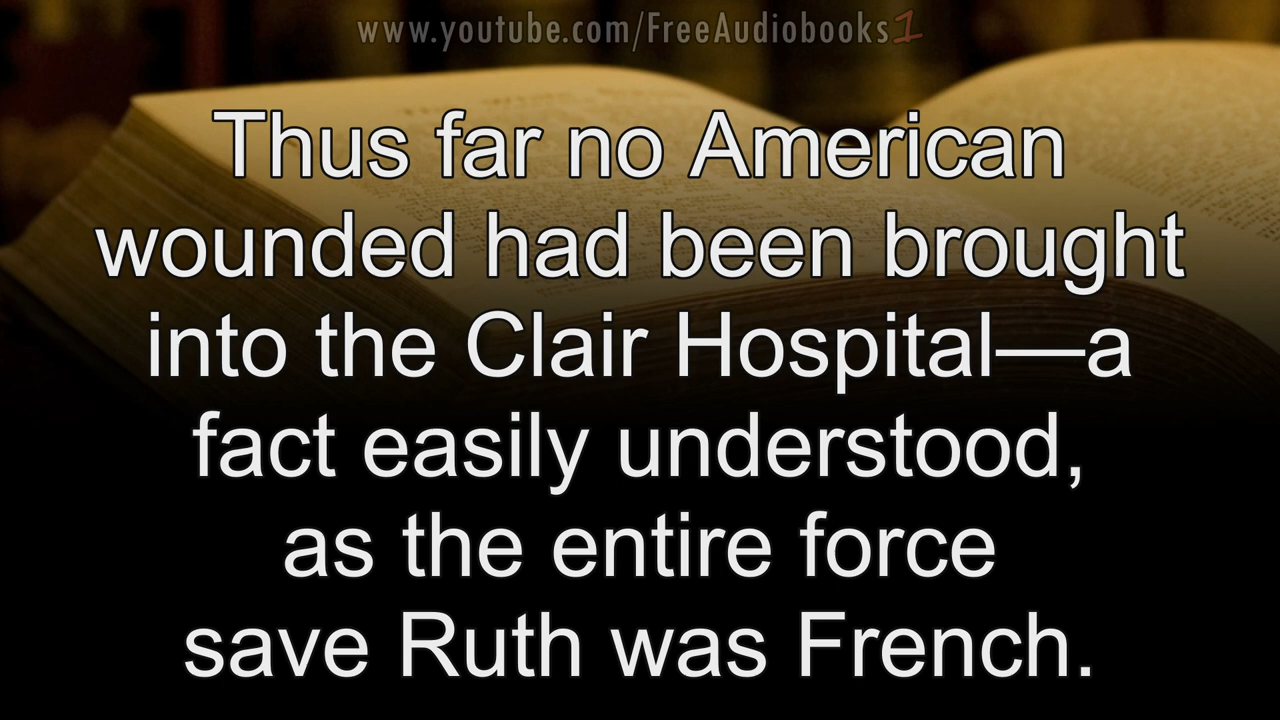 www.youtube.com/FreeAudiobooks1
Thus far no American
wounded had been brought
into the Clair Hospital—a
fact easily understood,
as the entire force
save Ruth was French.